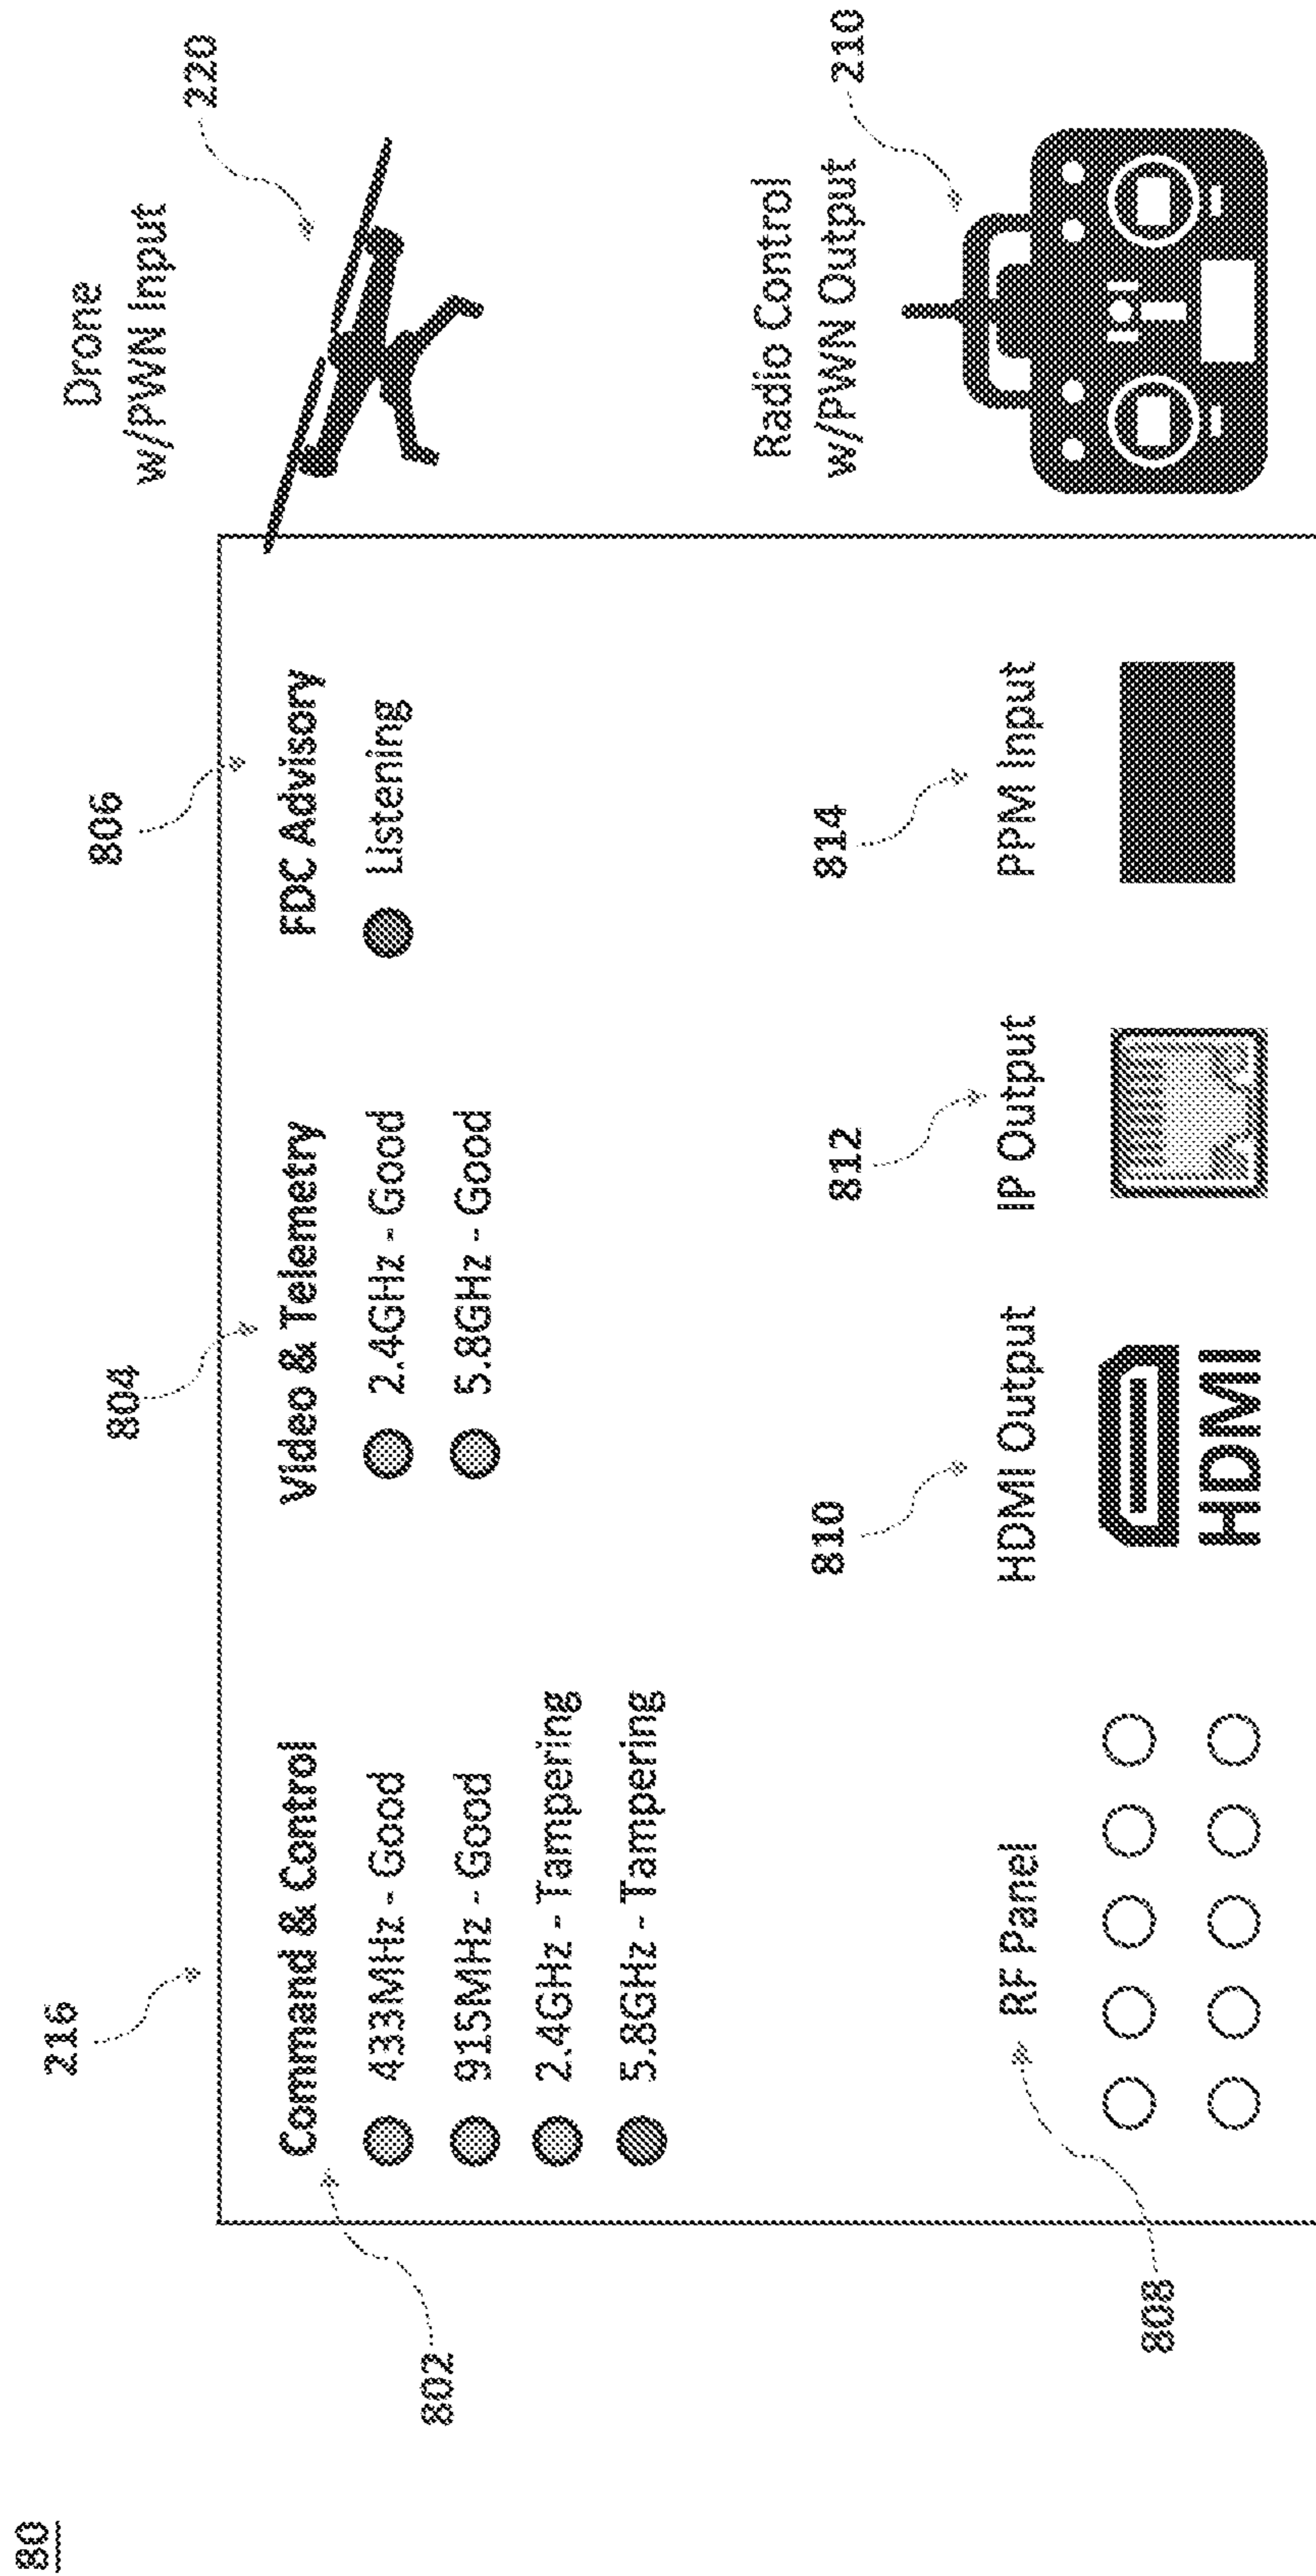 80
216
804
806
220
Drone
w/PWN Input
802
Command & Control
433MHz - Good
915MHz - Good
2.4GHz - Tampering
5.8GHz - Tampering
Video & Telemetry
2.4GHz - Good
5.8GHz - Good
FDC Advisory
Listening
Radio Control
w/PWN Output
210
808
RF Panel
810
HDMI Output
HDMI
812
IP Output
814
PPM Input